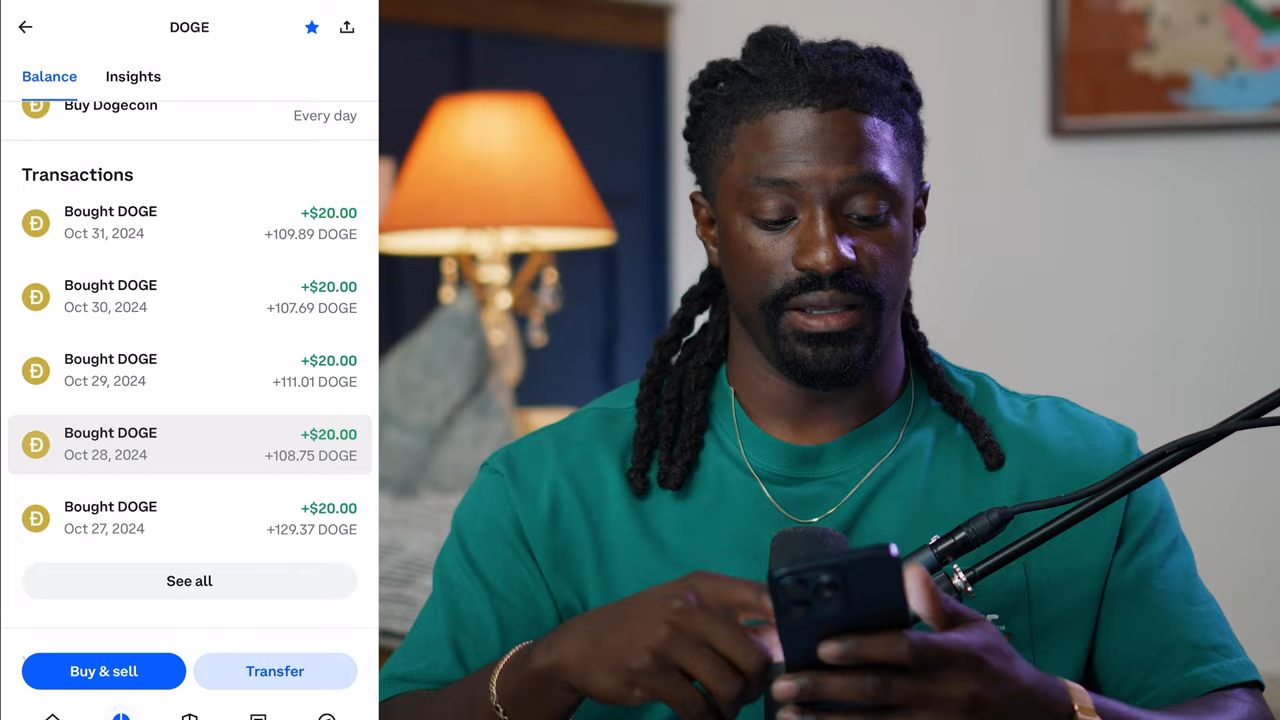 DOGE
Balance Insights
Buy Dogecoin
Every day
Transactions
Bought DOGE +$20.00
Oct 31, 2024 +109.89 DOGE
Bought DOGE +$20.00
Oct 30, 2024 +107.69 DOGE
Bought DOGE +$20.00
Oct 29, 2024 +111.01 DOGE
Bought DOGE +$20.00
Oct 28, 2024 +108.75 DOGE
Bought DOGE +$20.00
Oct 27, 2024 +129.37 DOGE
See all
Buy & sell Transfer